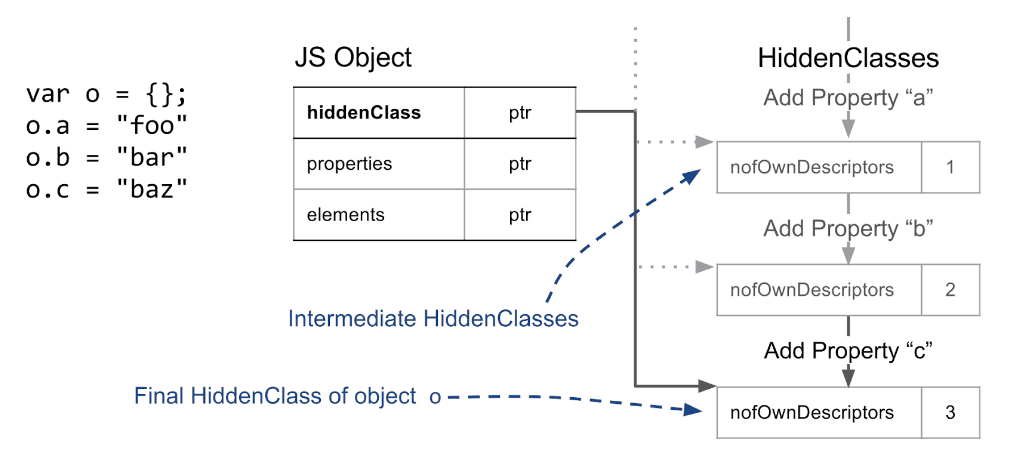 var o = {};
o.a = "foo"
o.b = "bar"
o.c = "baz"
JS Object
hiddenClass ptr
properties ptr
elements ptr
HiddenClasses
Add Property “a”
nofOwnDescriptors 1
Add Property “b”
nofOwnDescriptors 2
Intermediate HiddenClasses
Add Property “c”
Final HiddenClass of object o
nofOwnDescriptors 3